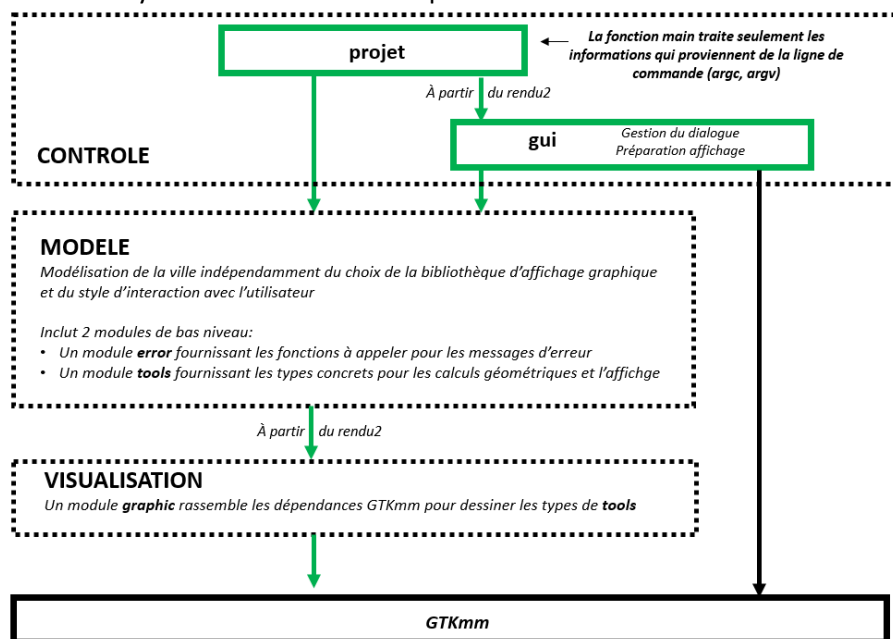 projet
La fonction main traite seulement les
informations qui proviennent de la ligne de
commande (argc, argv)
À partir du rendu2
gui
Gestion du dialogue
Préparation affichage
CONTROLE
MODELE
Modélisation de la ville indépendamment du choix de la bibliothèque d'affichage graphique
et du style d'interaction avec l'utilisateur
Inclut 2 modules de bas niveau:
• Un module error fournissant les fonctions à appeler pour les messages d'erreur
• Un module tools fournissant les types concrets pour les calculs géométriques et l'affichge
À partir du rendu2
VISUALISATION
Un module graphic rassemble les dépendances GTKmm pour dessiner les types de tools
GTKmm